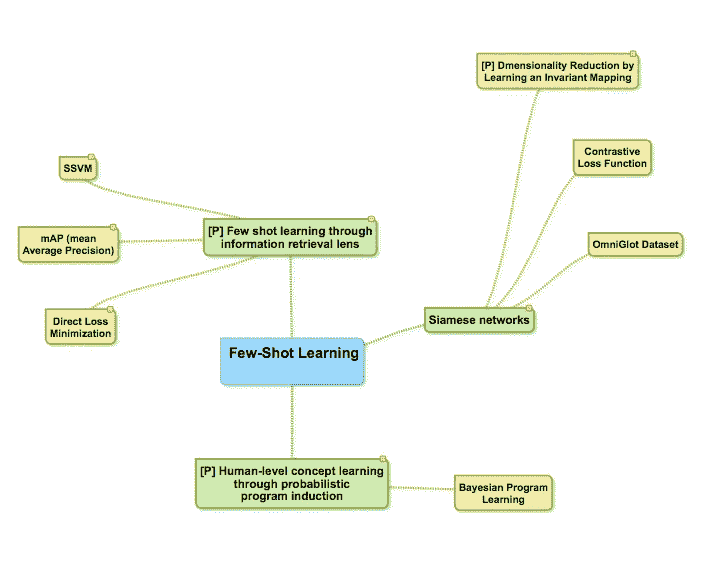 [P] Dmensionality Reduction by
Learning an Invariant Mapping
Contrastive
Loss Function
SSVM
[P] Few shot learning through
information retrieval lens
mAP (mean
Average Precision)
OmniGlot Dataset
Direct Loss
Minimization
Siamese networks
Few-Shot Learning
[P] Human-level concept learning
through probabilistic
program induction
Bayesian Program
Learning